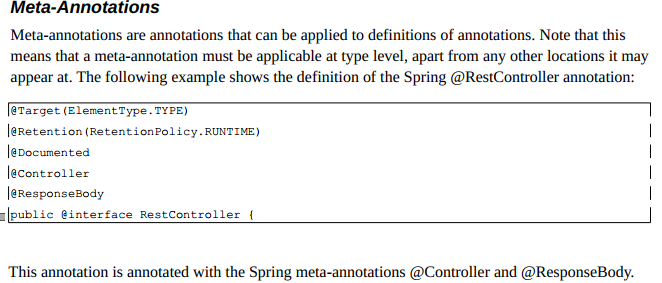 Meta-Annotations
Meta-annotations are annotations that can be applied to definitions of annotations. Note that this
means that a meta-annotation must be applicable at type level, apart from any other locations it may
appear at. The following example shows the definition of the Spring @RestController annotation:
@Target(ElementType.TYPE)
@Retention(RetentionPolicy.RUNTIME)
@Documented
@Controller
@ResponseBody
public @interface RestController {
This annotation is annotated with the Spring meta-annotations @Controller and @ResponseBody.